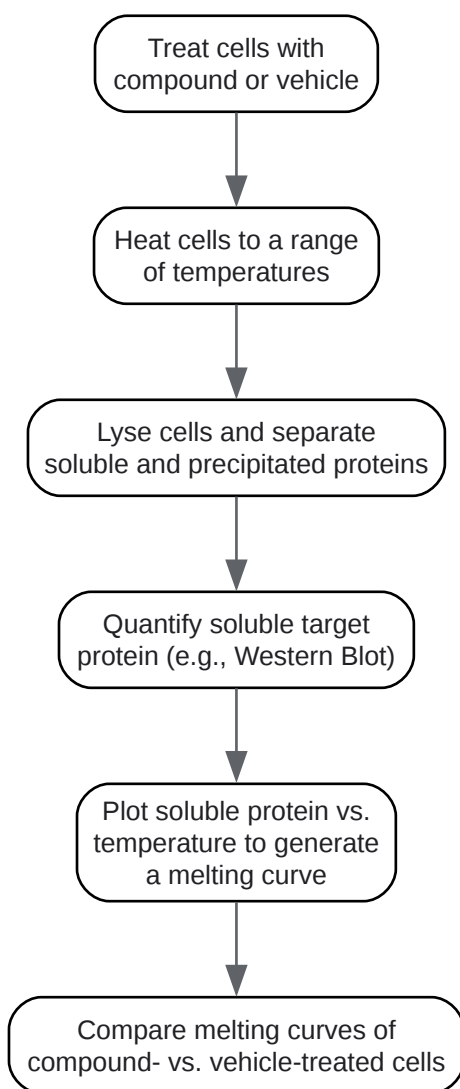 Treat cells with
compound or vehicle
Heat cells to a range
of temperatures
Lyse cells and separate
soluble and precipitated proteins
Quantify soluble target
protein (e.g., Western Blot)
Plot soluble protein vs.
temperature to generate
a melting curve
Compare melting curves of
compound- vs. vehicle-treated cells